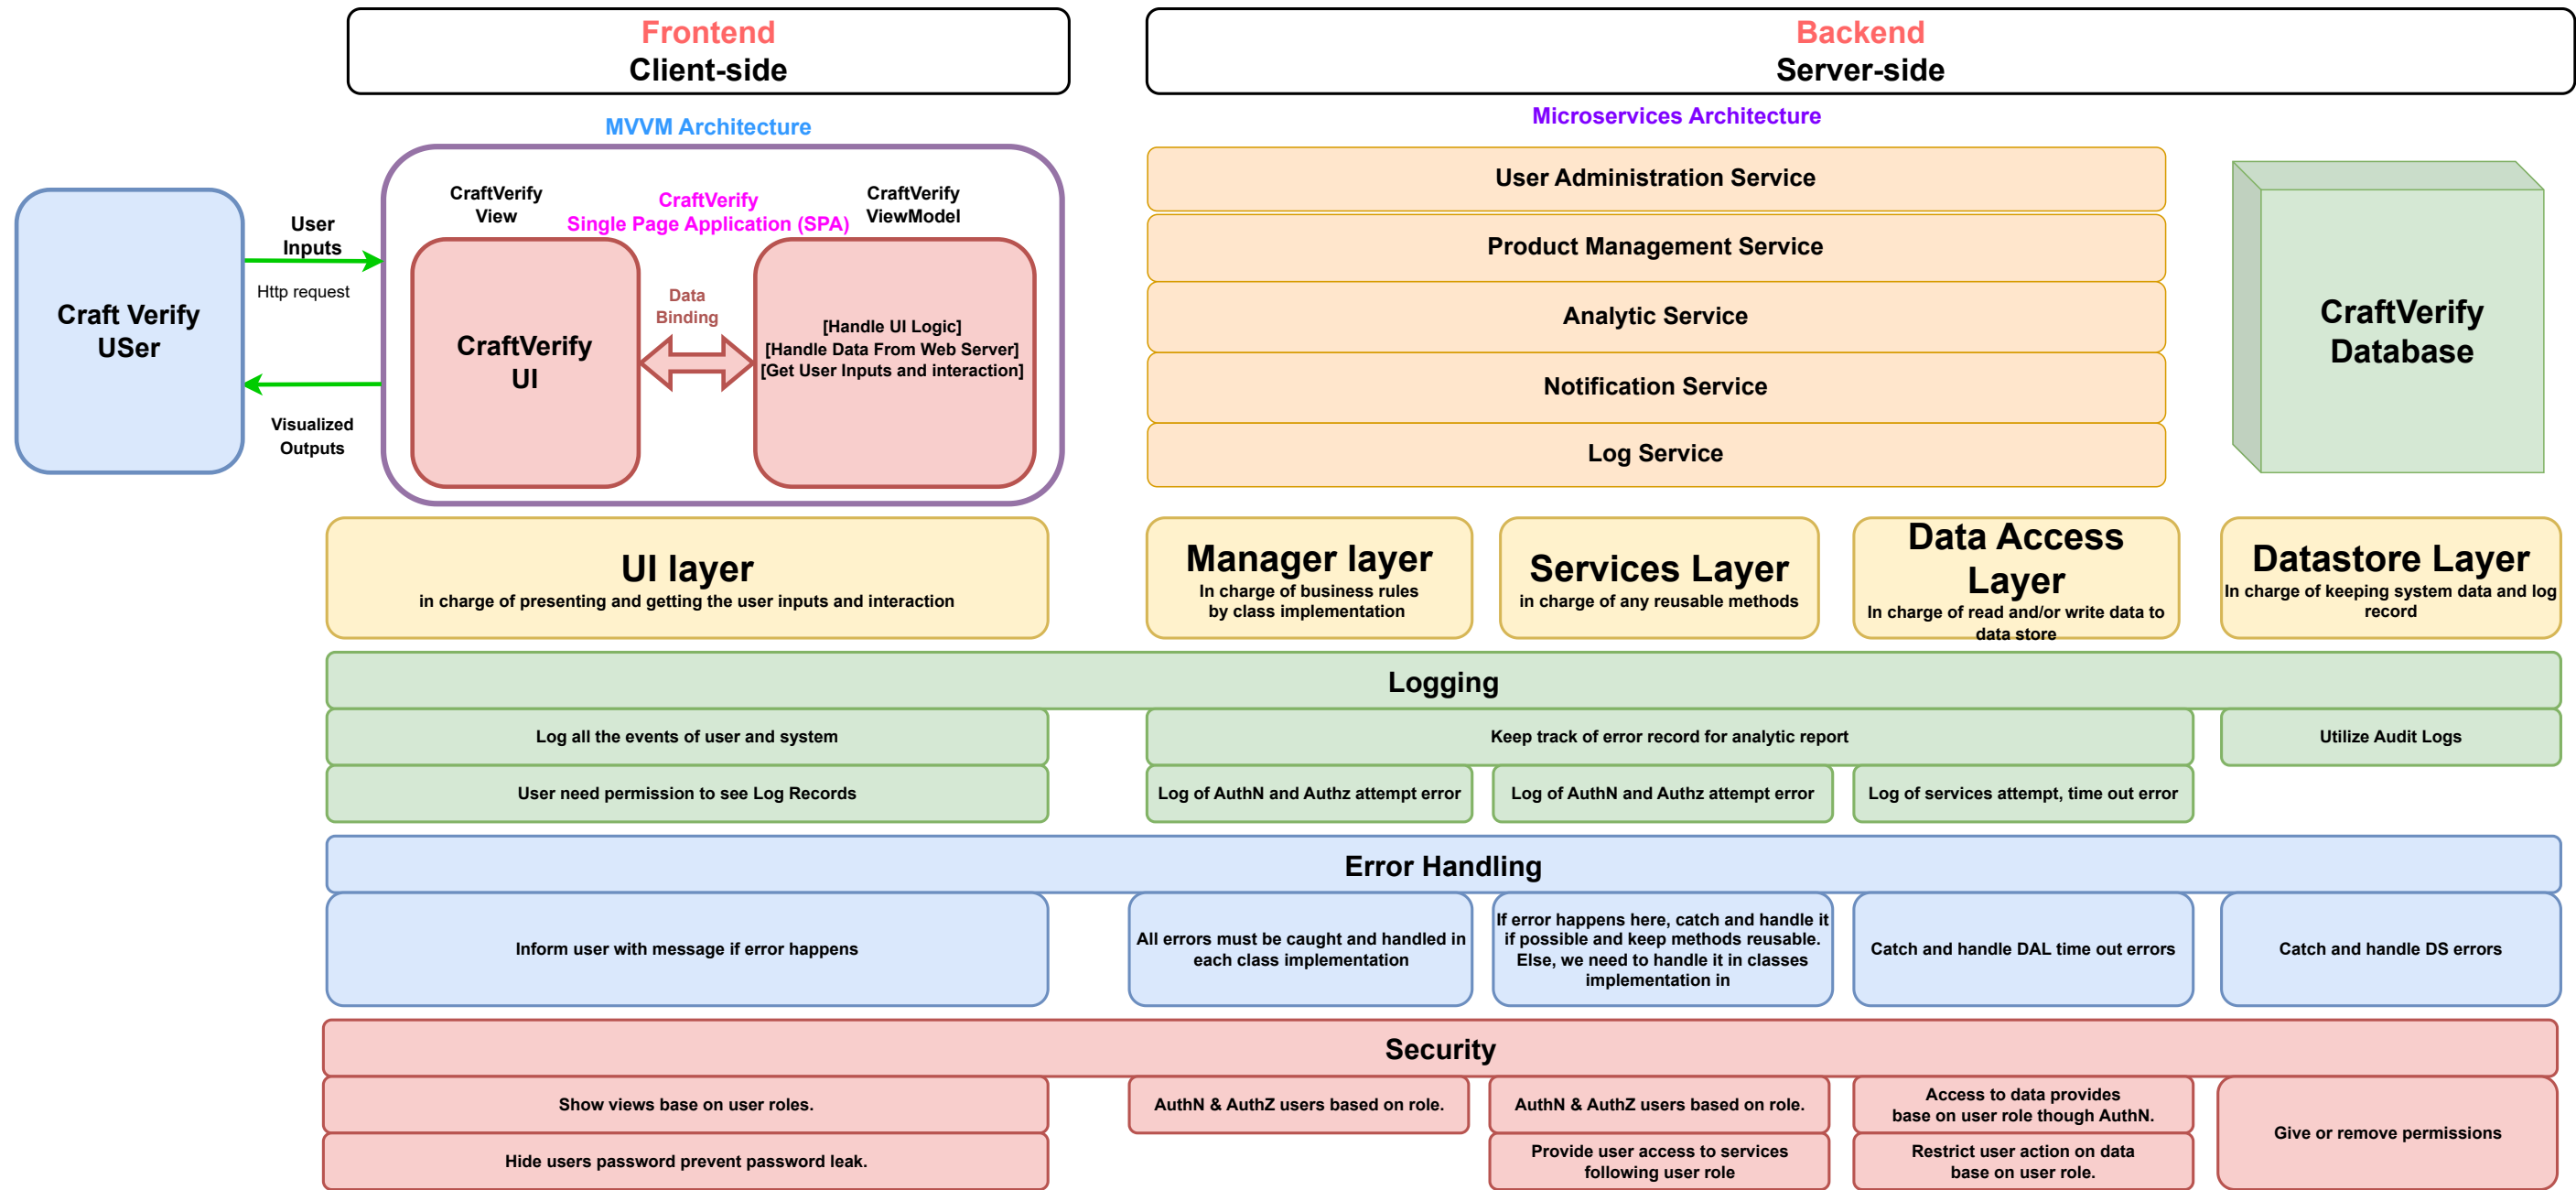 Frontend
Client-side
Backend
Server-side
MVVM Architecture
Microservices Architecture
Craft Verify
USer
User
Inputs
Http request
Visualized
Outputs
CraftVerify
View
CraftVerify
Single Page Application (SPA)
CraftVerify
ViewModel
CraftVerify
UI
Data
Binding
[Handle UI Logic]
[Handle Data From Web Server]
[Get User Inputs and interaction]
User Administration Service
Product Management Service
Analytic Service
Notification Service
Log Service
CraftVerify
Database
UI layer
in charge of presenting and getting the user inputs and interaction
Manager layer
In charge of business rules
by class implementation
Services Layer
in charge of any reusable methods
Data Access
Layer
In charge of read and/or write data to
data store
Datastore Layer
In charge of keeping system data and log
record
Logging
Log all the events of user and system
Keep track of error record for analytic report
Utilize Audit Logs
User need permission to see Log Records
Log of AuthN and Authz attempt error
Log of AuthN and Authz attempt error
Log of services attempt, time out error
Error Handling
Inform user with message if error happens
All errors must be caught and handled in
each class implementation
If error happens here, catch and handle it
if possible and keep methods reusable.
Else, we need to handle it in classes
implementation in
Catch and handle DAL time out errors
Catch and handle DS errors
Security
Show views base on user roles.
AuthN & AuthZ users based on role.
AuthN & AuthZ users based on role.
Access to data provides
base on user role though AuthN.
Give or remove permissions
Hide users password prevent password leak.
Provide user access to services
following user role
Restrict user action on data
base on user role.